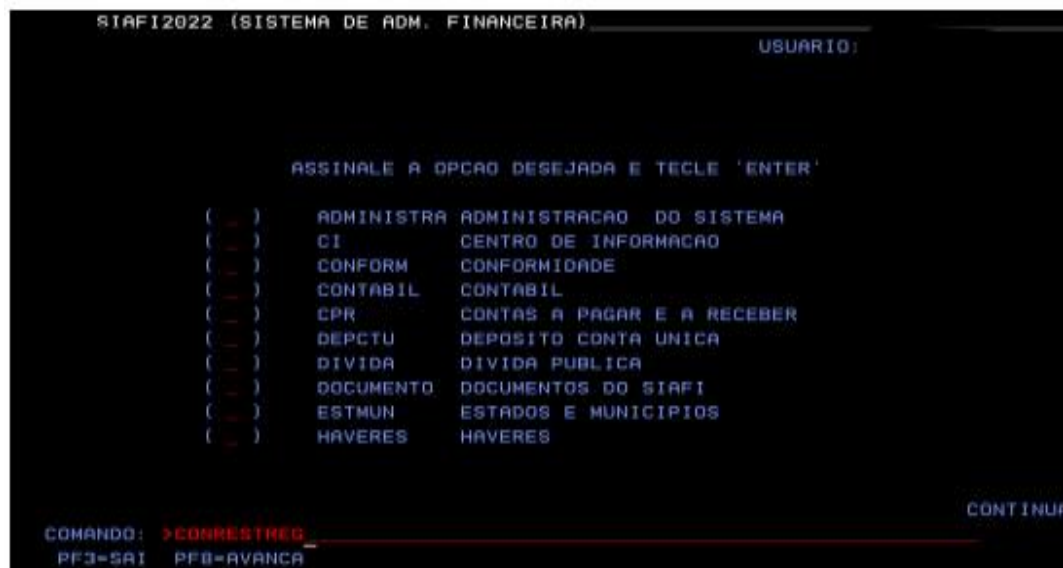 SIAFI2022 (SISTEMA DE ADM. FINANCEIRA)
USUARIO:
ASSINALE A OPCAO DESEJADA E TECLE 'ENTER'
( _ ) ADMINISTRA ADMINISTRACAO DO SISTEMA
( _ ) CI CENTRO DE INFORMACAO
( _ ) CONFORM CONFORMIDADE
( _ ) CONTABIL CONTABIL
( _ ) CPR CONTAS A PAGAR E A RECEBER
( _ ) DEPCTU DEPOSITO CONTA UNICA
( _ ) DIVIDA DIVIDA PUBLICA
( _ ) DOCUMENTO DOCUMENTOS DO SIAFI
( _ ) ESTMUN ESTADOS E MUNICIPIOS
( _ ) HAVERES HAVERES
CONTINUA
COMANDO: >CONRESTREG_
PF3=SAI PF8=AVANCA